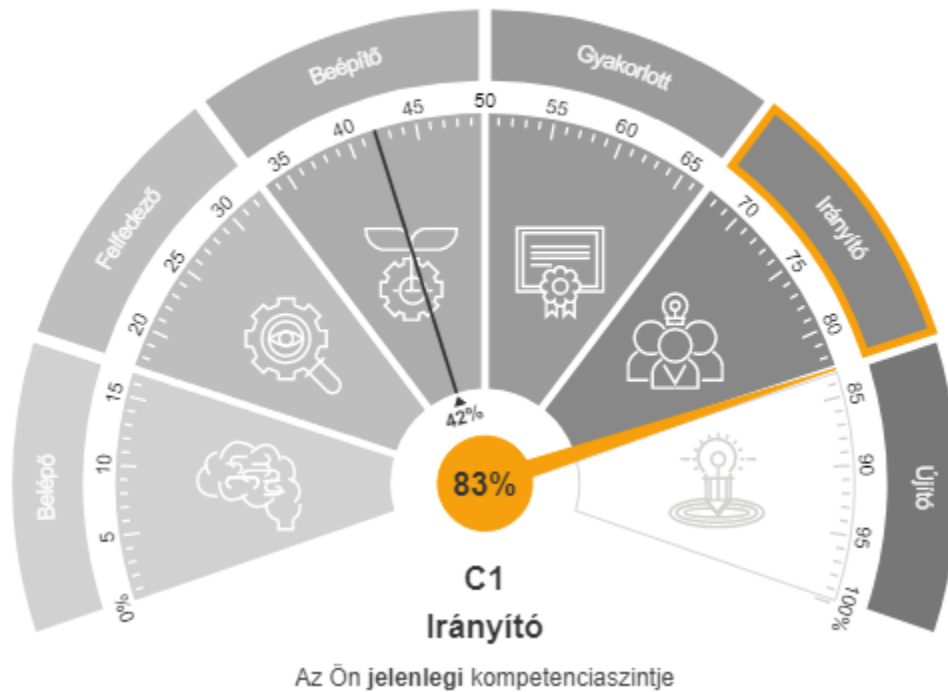 Belépő
Felfedező
Beépítő
Gyakorlott
Irányító
Újító
0%
5
10
15
20
25
30
35
40
45
50
55
60
65
70
75
80
85
90
95
100%
42%
83%
C1
Irányító
Az Ön jelenlegi kompetenciaszintje